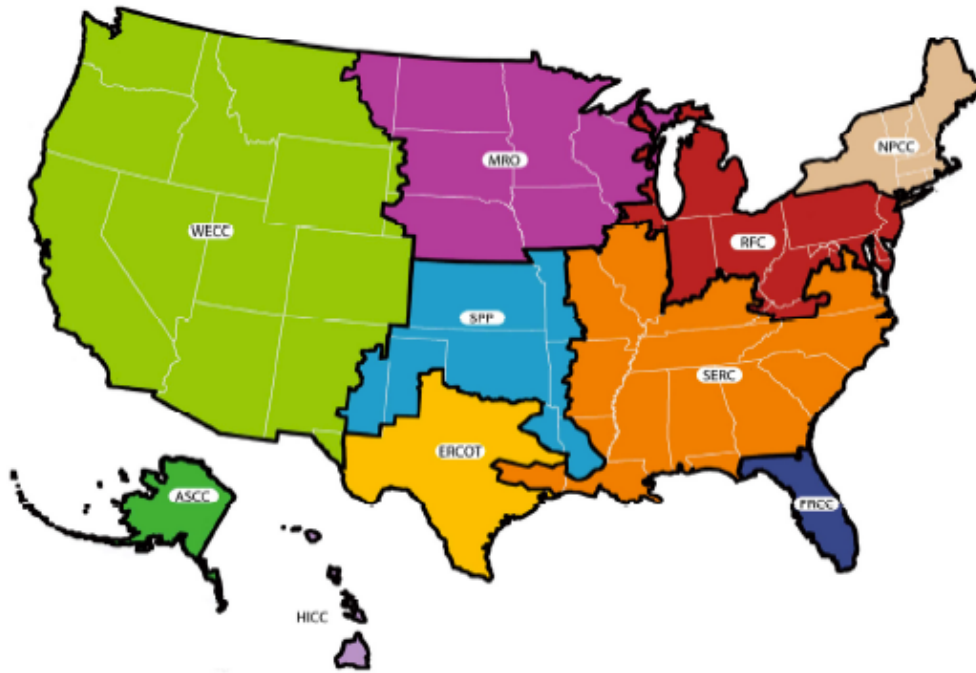 NPCC
MRO
WECC
RFC
SPP
SERC
ERCOT
ASCC
FRCC
HICC